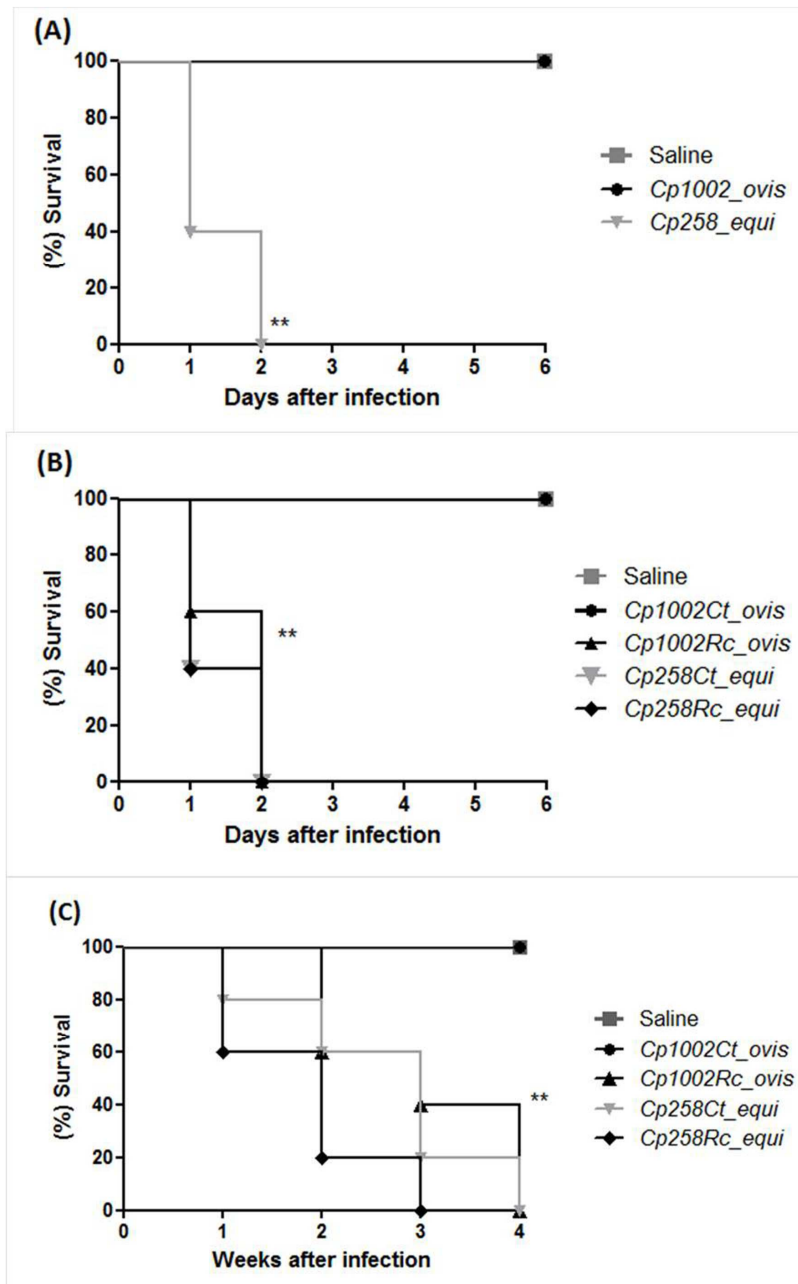 (A)
100
80
60
40
20
0
(%) Survival
**
0 1 2 3 4 5 6
Days after infection
Saline
Cp1002_ovis
Cp258_equi
(B)
100
80
60
40
20
0
(%) Survival
**
0 1 2 3 4 5 6
Days after infection
Saline
Cp1002Ct_ovis
Cp1002Rc_ovis
Cp258Ct_equi
Cp258Rc_equi
(C)
100
80
60
40
20
0
(%) Survival
**
0 1 2 3 4
Weeks after infection
Saline
Cp1002Ct_ovis
Cp1002Rc_ovis
Cp258Ct_equi
Cp258Rc_equi